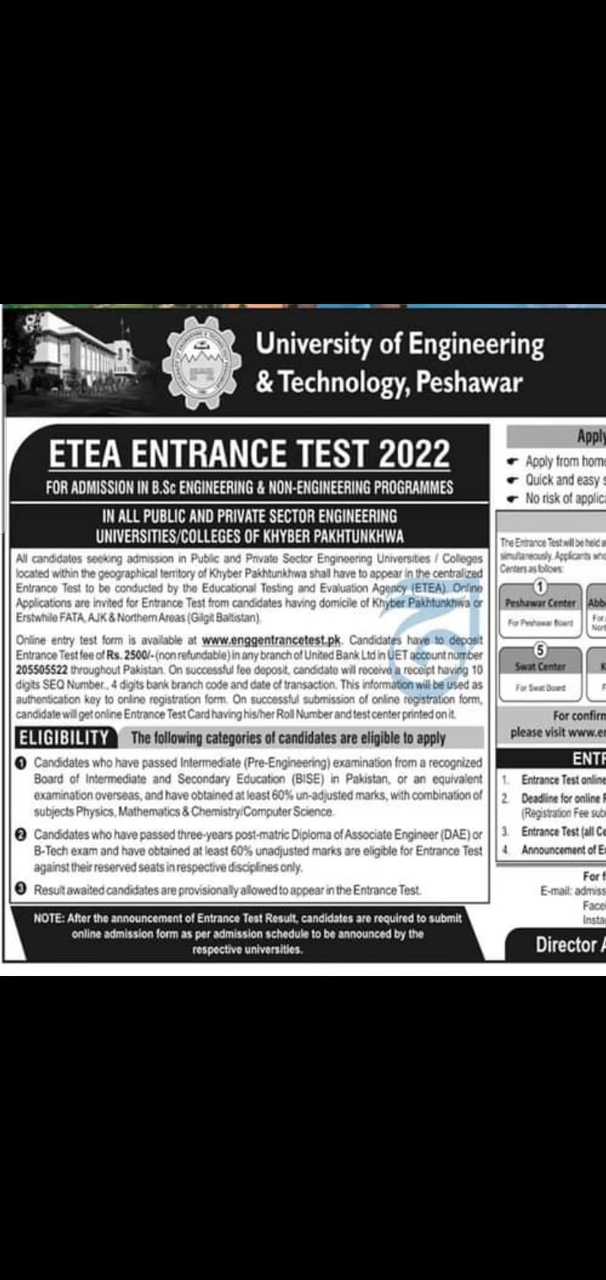 University of Engineering
& Technology, Peshawar
ETEA ENTRANCE TEST 2022
FOR ADMISSION IN B.Sc ENGINEERING & NON-ENGINEERING PROGRAMMES
IN ALL PUBLIC AND PRIVATE SECTOR ENGINEERING
UNIVERSITIES/COLLEGES OF KHYBER PAKHTUNKHWA
All candidates seeking admission in Public and Private Sector Engineering Universities / Colleges
located within the geographical territory of Khyber Pakhtunkhwa shall have to appear in the centralized
Entrance Test to be conducted by the Educational Testing and Evaluation Agency (ETEA). Online
Applications are invited for Entrance Test from candidates having domicile of Khyber Pakhtunkhwa or
Erstwhile FATA, AJK & Northern Areas (Gilgit Baltistan).
Online entry test form is available at www.enggentrancetest.pk. Candidates have to deposit
Entrance Test fee of Rs. 2500/- (non refundable) in any branch of United Bank Ltd in UET account number
205505522 throughout Pakistan. On successful fee deposit, candidate will receive a receipt having 10
digits SEQ Number., 4 digits bank branch code and date of transaction. This information will be used as
authentication key to online registration form. On successful submission of online registration form,
candidate will get online Entrance Test Card having his/her Roll Number and test center printed on it.
ELIGIBILITY The following categories of candidates are eligible to apply
1 Candidates who have passed Intermediate (Pre-Engineering) examination from a recognized
Board of Intermediate and Secondary Education (BISE) in Pakistan, or an equivalent
examination overseas, and have obtained at least 60% un-adjusted marks, with combination of
subjects Physics, Mathematics & Chemistry/Computer Science.
2 Candidates who have passed three-years post-matric Diploma of Associate Engineer (DAE) or
B-Tech exam and have obtained at least 60% unadjusted marks are eligible for Entrance Test
against their reserved seats in respective disciplines only.
3 Result awaited candidates are provisionally allowed to appear in the Entrance Test.
NOTE: After the announcement of Entrance Test Result, candidates are required to submit
online admission form as per admission schedule to be announced by the
respective universities.
Apply
Apply from home
Quick and easy s
No risk of applic
The Entrance Test will be held a
simultaneously. Applicants who
Centers as follows:
1
Peshawar Center
For Peshawar Board
Abb
For
Nort
5
Swat Center
For Swat Board
K
F
For confirm
please visit www.en
ENTR
1. Entrance Test online
2. Deadline for online F
(Registration Fee sub
3. Entrance Test (all Ce
4. Announcement of E
For f
E-mail: admiss
Face
Insta
Director A